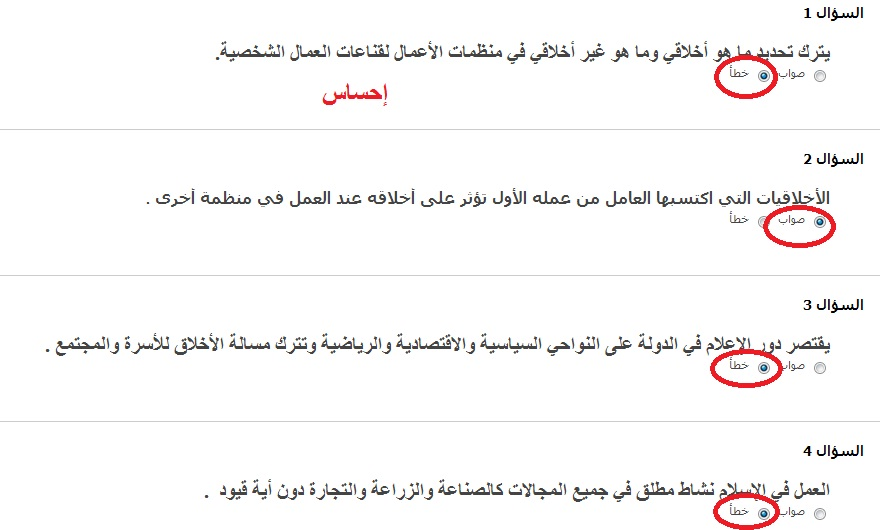 السؤال 1
يترك تحديد ما هو أخلاقي وما هو غير أخلاقي في منظمات الأعمال لقناعات العمال الشخصية.
صواب خطأ
إحساس
السؤال 2
الأخلاقيات التي اكتسبها العامل من عمله الأول تؤثر على أخلاقه عند العمل في منظمة أخرى .
صواب خطأ
السؤال 3
يقتصر دور الإعلام في الدولة على النواحي السياسية والاقتصادية والرياضية وتترك مسالة الأخلاق للأسرة والمجتمع .
صواب خطأ
السؤال 4
العمل في الإسلام نشاط مطلق في جميع المجالات كالصناعة والزراعة والتجارة دون أية قيود .
صواب خطأ